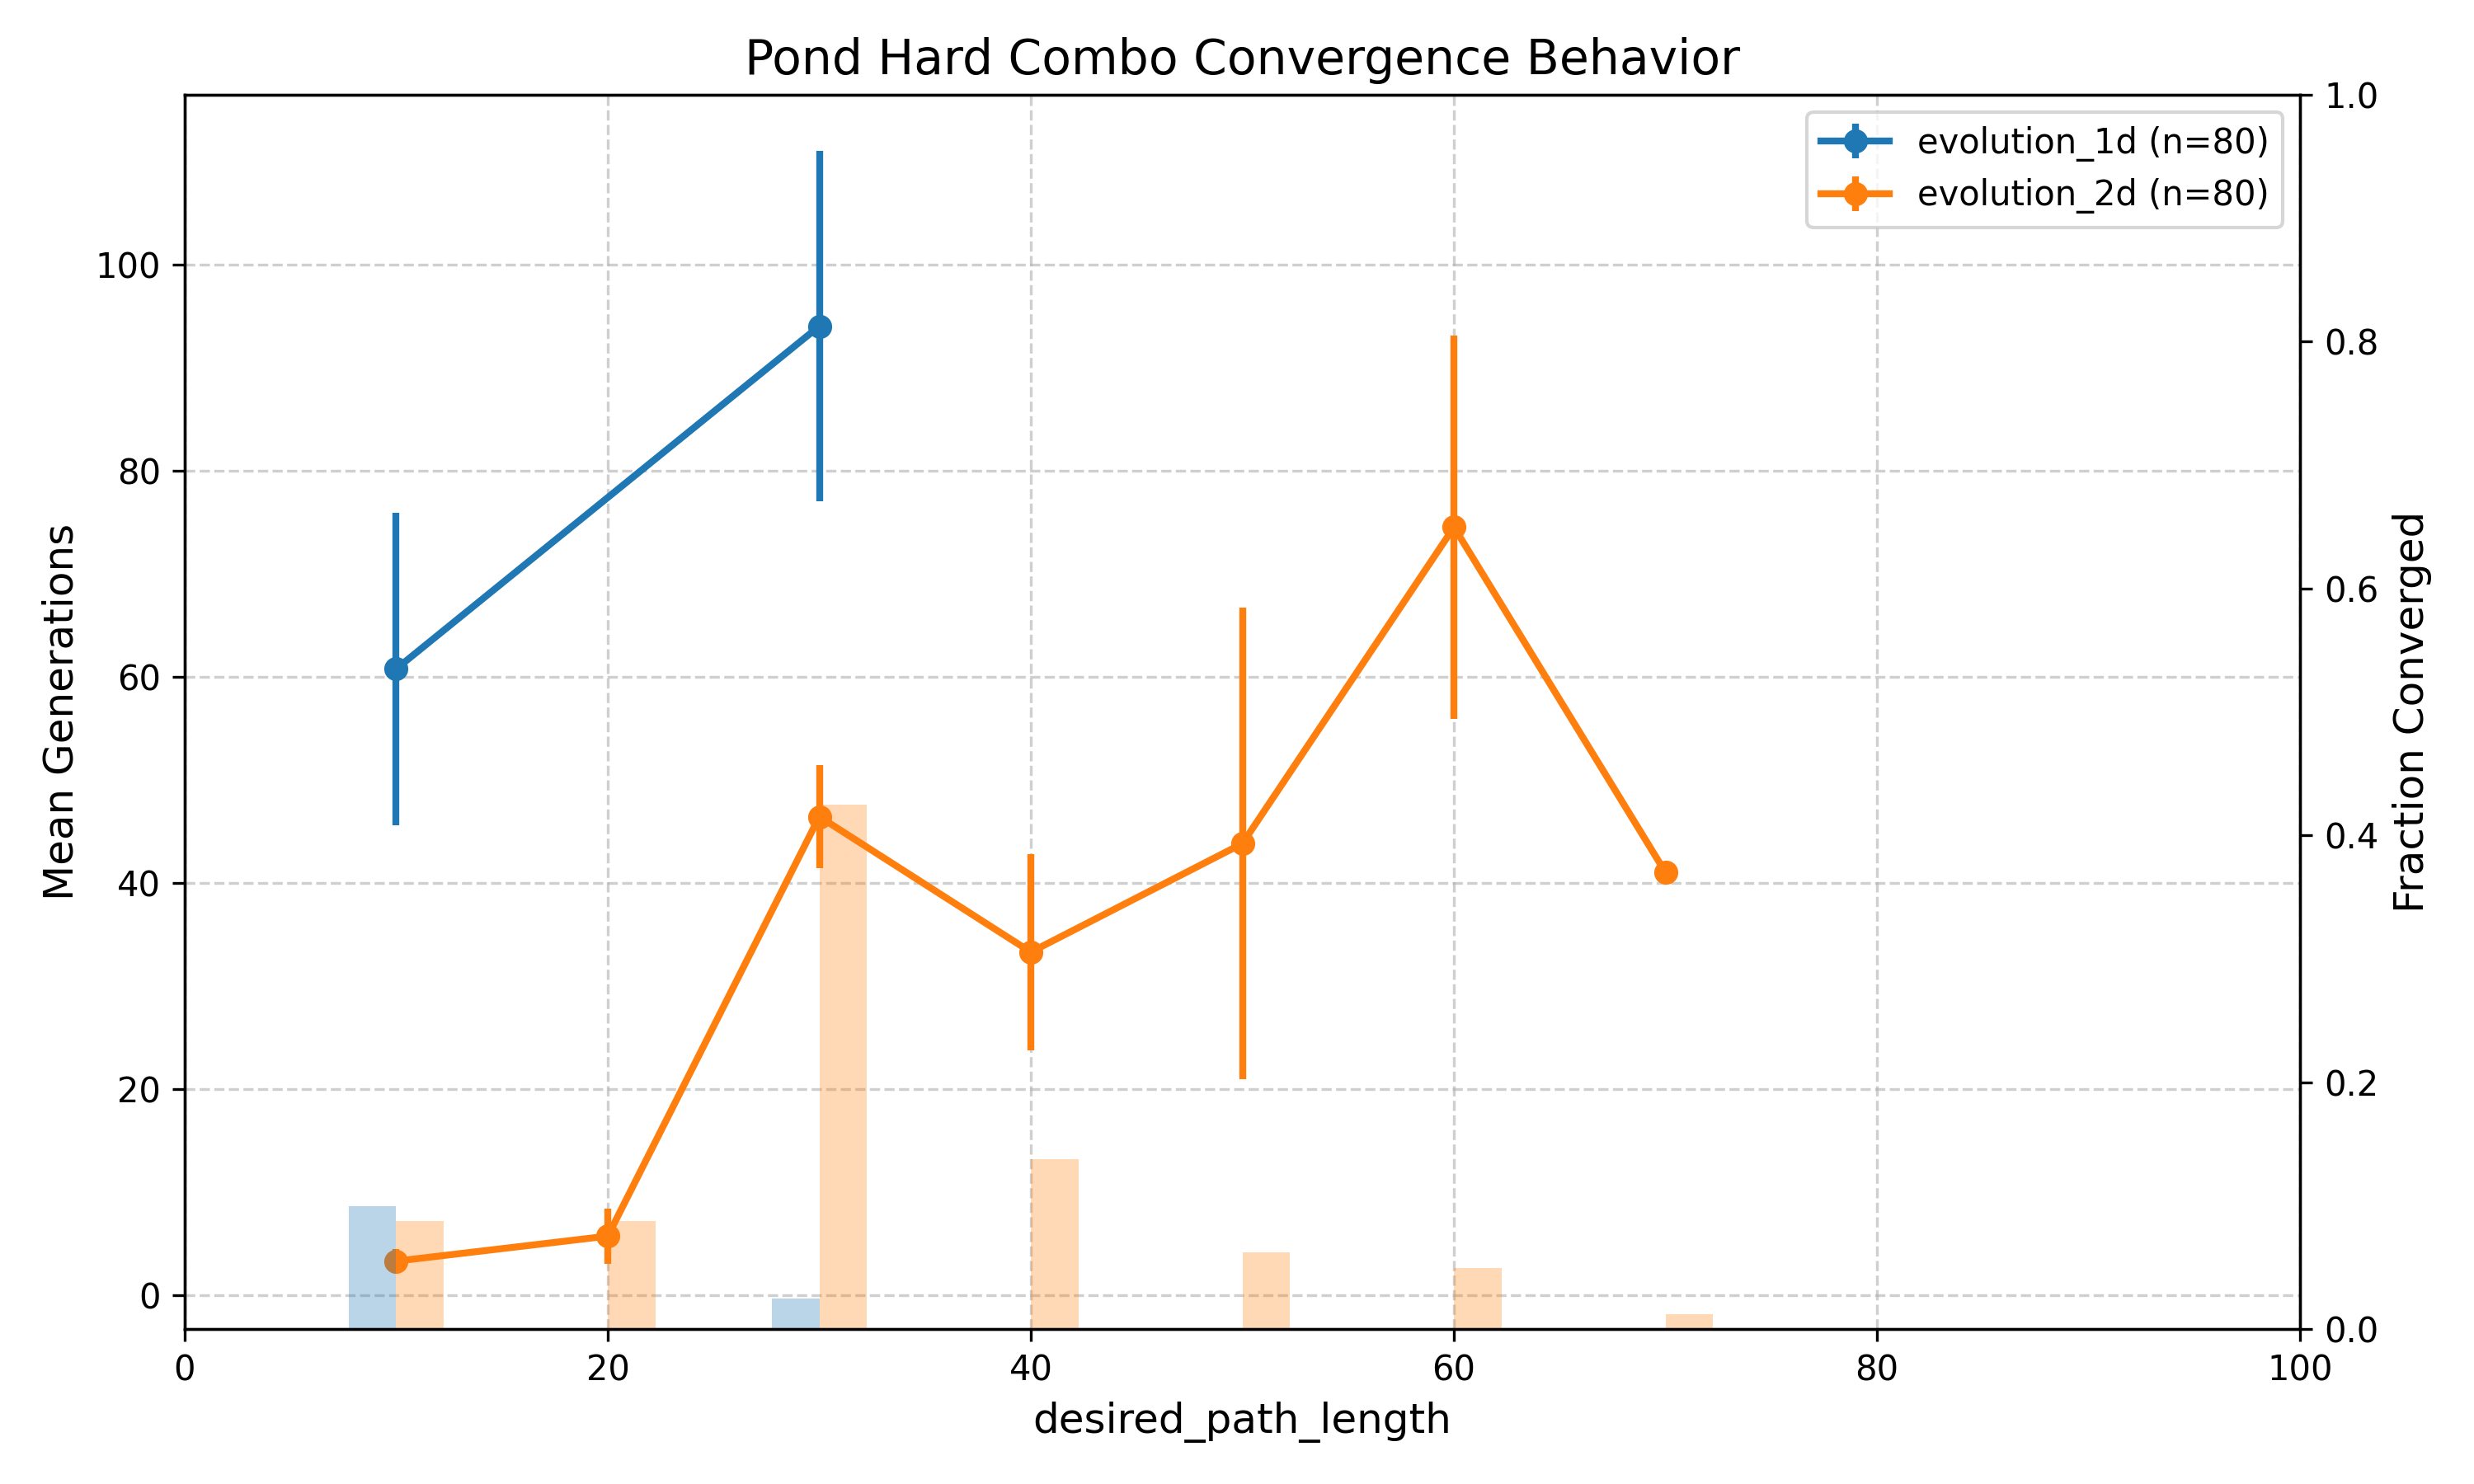 Pond Hard Combo Convergence Behavior
evolution_1d (n=80)
evolution_2d (n=80)
Mean Generations
100
80
60
40
20
0
1.0
0.8
0.6
0.4
0.2
0.0
Fraction Converged
0 20 40 60 80 100
desired_path_length